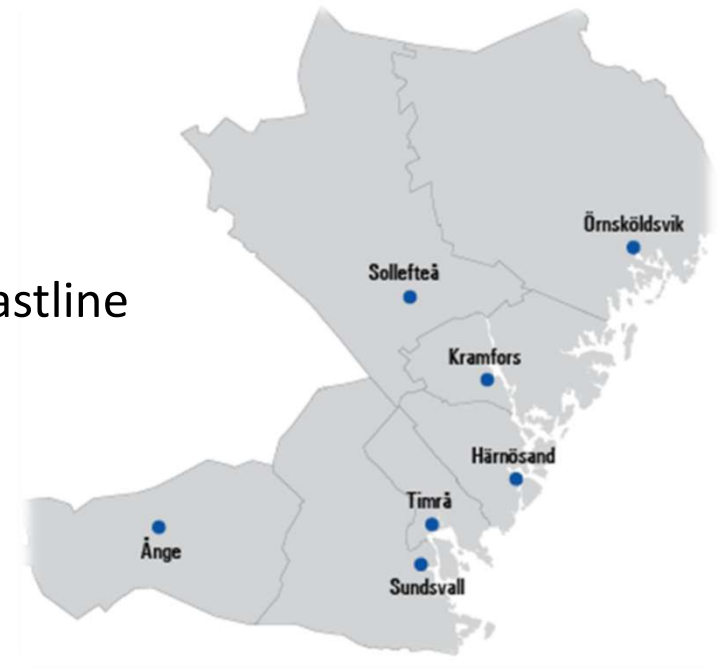 Örnsköldsvik
Sollefteå
astline
Kramfors
Härnösand
Timrå
Ånge
Sundsvall